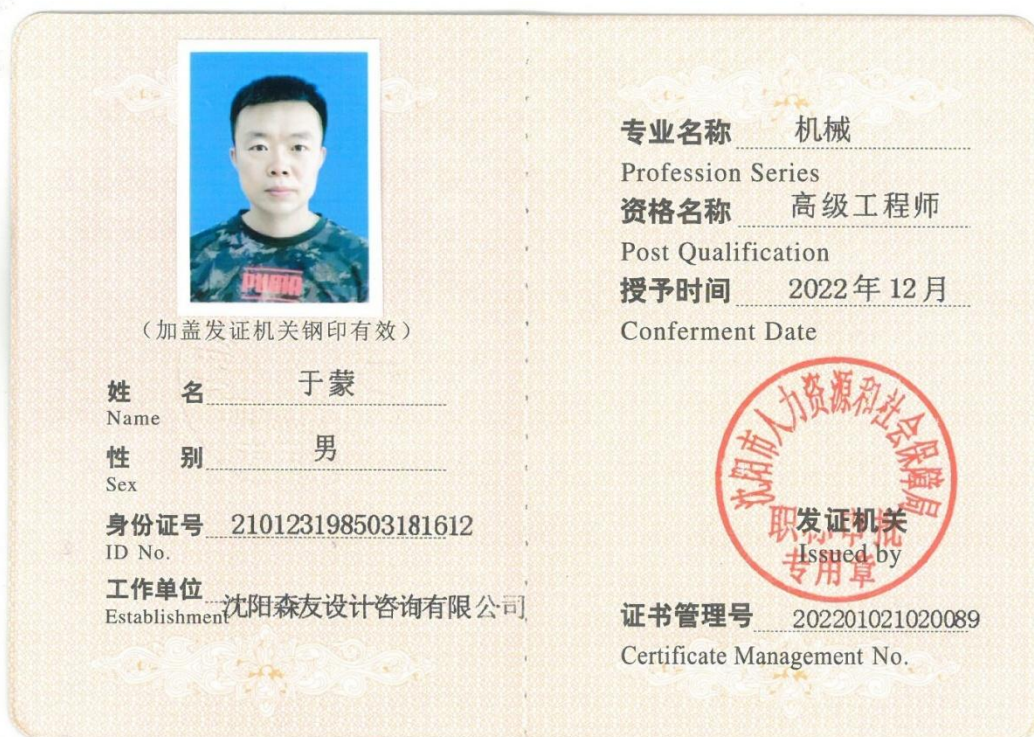 （加盖发证机关钢印有效）
姓 名 于蒙
Name
性 别 男
Sex
身份证号 210123198503181612
ID No.
工作单位 沈阳森友设计咨询有限公司
Establishment
专业名称 机械
Profession Series
资格名称 高级工程师
Post Qualification
授予时间 2022年12月
Conferment Date
沈阳市人力资源和社会保障局
职称审批
专用章
发证机关
Issued by
证书管理号 202201021020089
Certificate Management No.